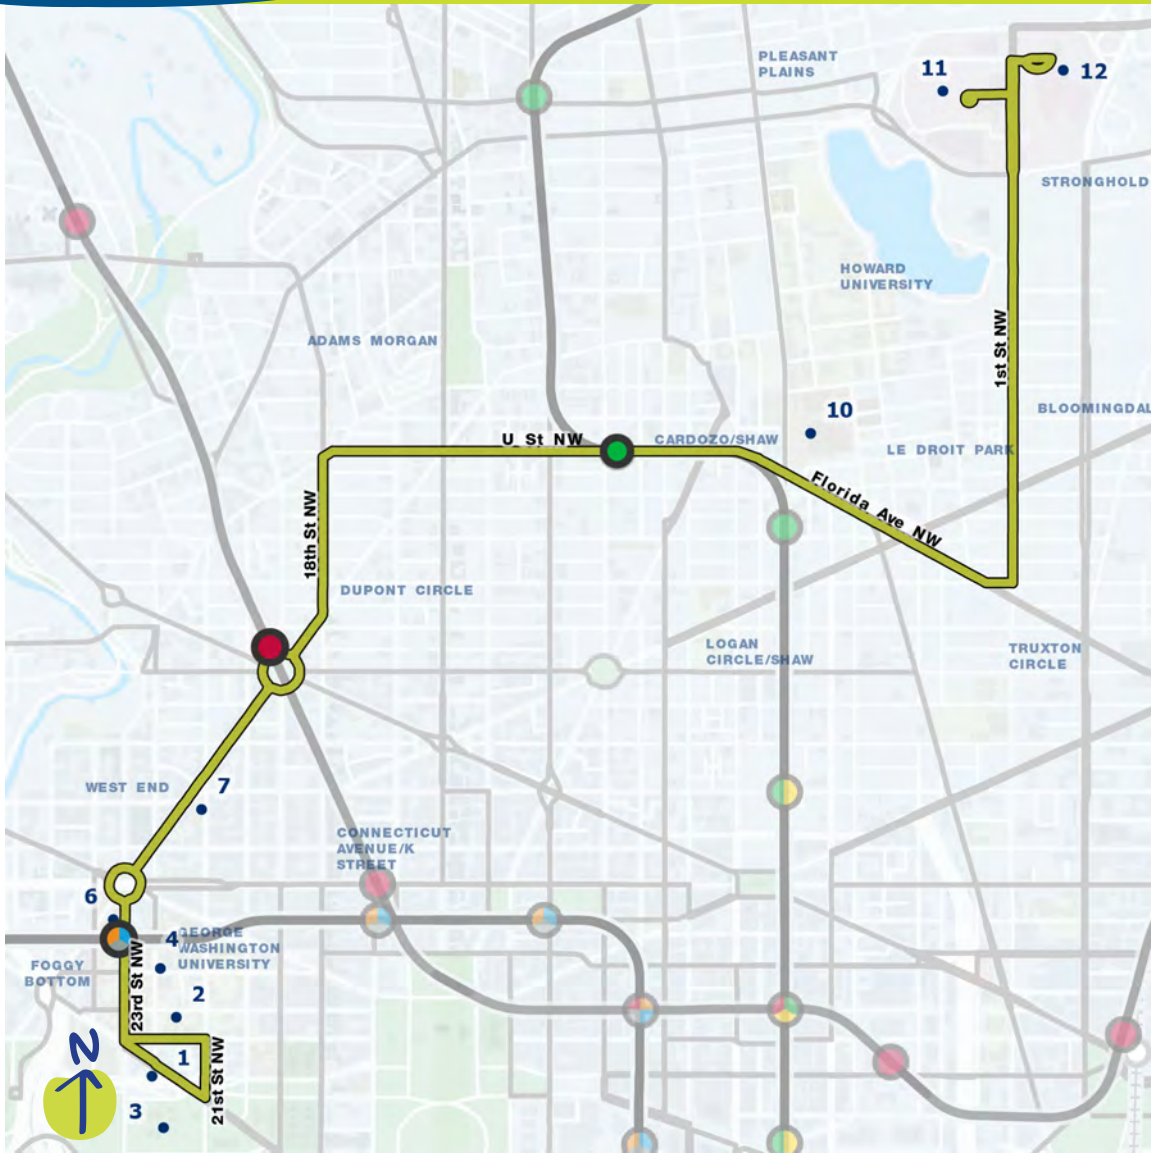 PLEASANT
PLAINS
11
12
STRONGHOLD
HOWARD
UNIVERSITY
1st St NW
ADAMS MORGAN
10
BLOOMINGDAL
U St NW
CARDOZO/SHAW
LE DROIT PARK
Florida Ave NW
18th St NW
DUPONT CIRCLE
LOGAN
CIRCLE/SHAW
TRUXTON
CIRCLE
WEST END
7
CONNECTICUT
AVENUE/K
STREET
6
4
GEORGE
WASHINGTON
UNIVERSITY
FOGGY
BOTTOM
23rd St NW
2
N
1
21st St NW
3